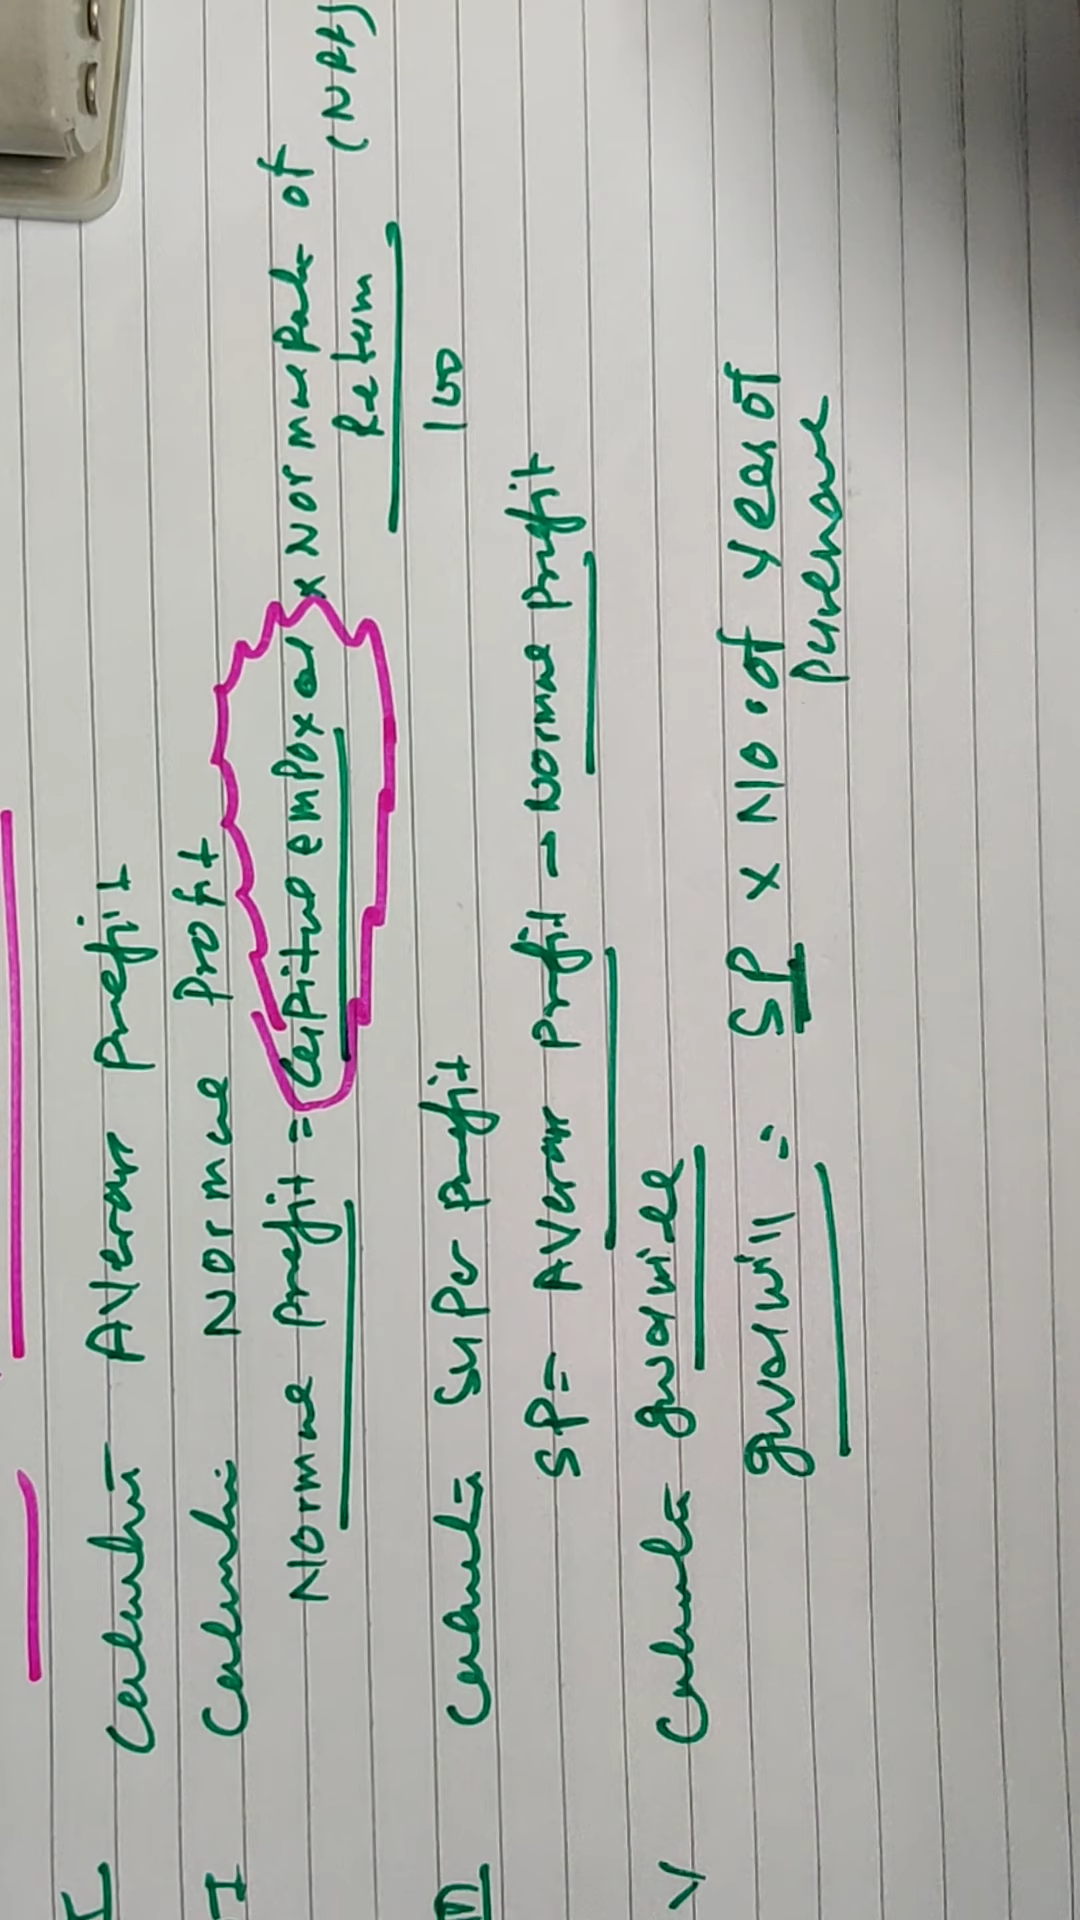 I Calculate Average profit
II Calculate Normal profit
Normal profit = Capital employed x Normal Rate of
Return (NRR)
100
III Calculate Super profit
SP = Average profit - Normal profit
V Calculate goodwill
goodwill = SP x No. of years of
purchase